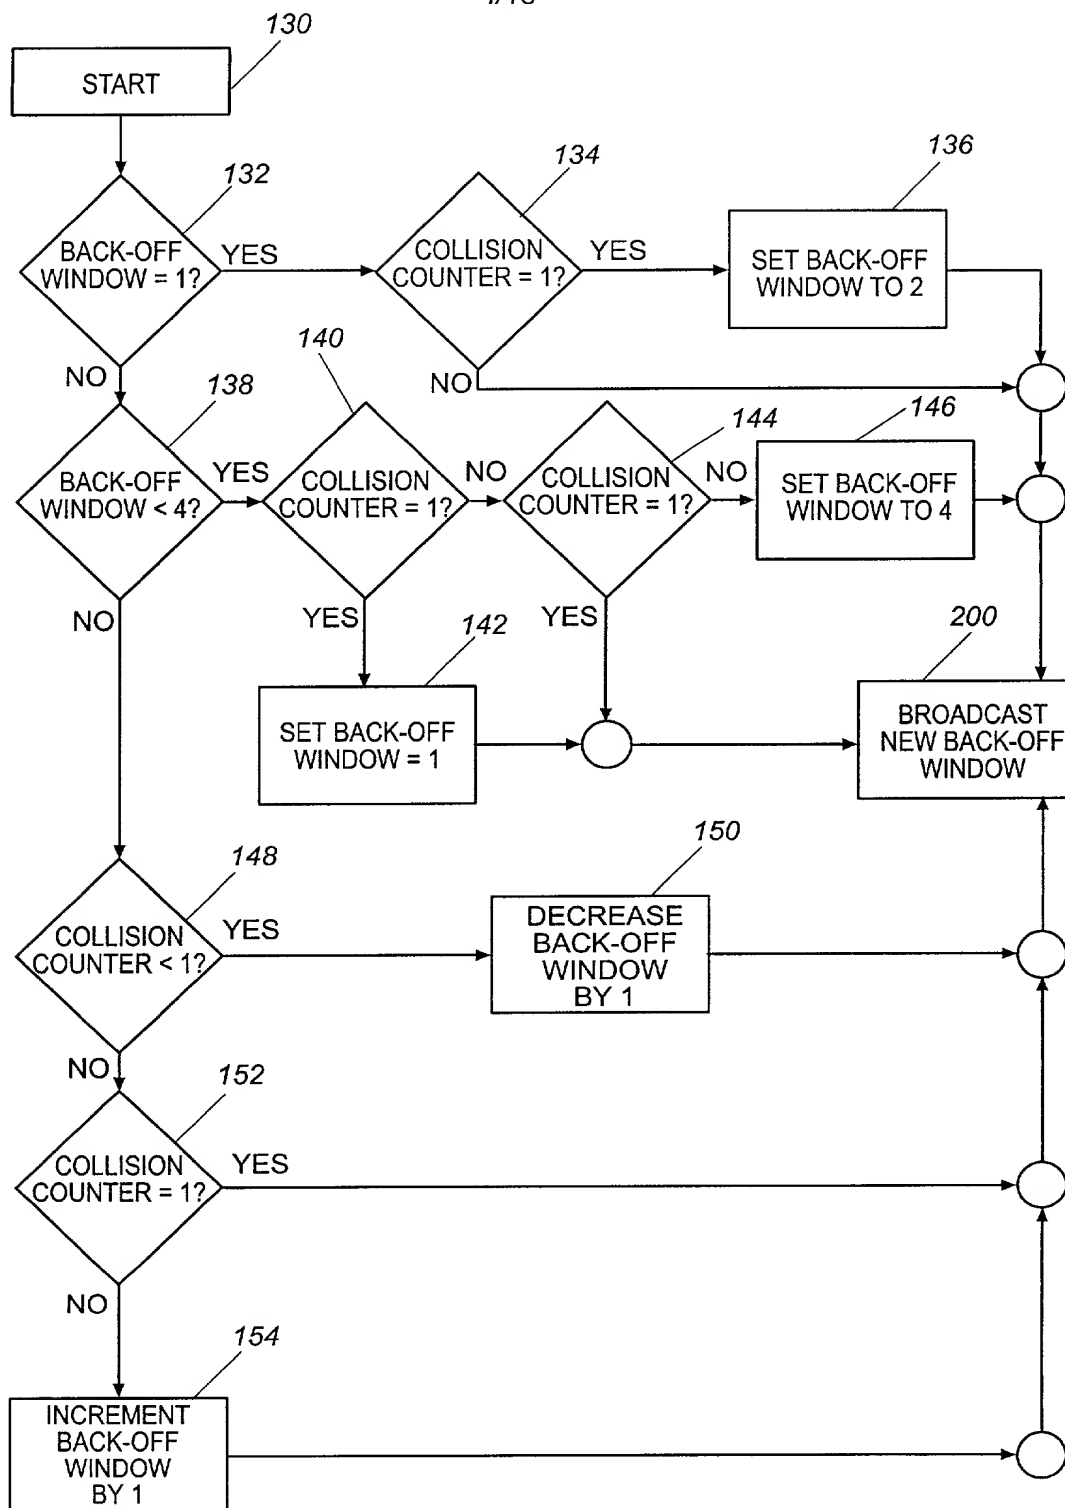 130
START
132
BACK-OFF
WINDOW = 1?
YES
134
COLLISION
COUNTER = 1?
YES
136
SET BACK-OFF
WINDOW TO 2
NO
NO
138
BACK-OFF
WINDOW < 4?
YES
140
COLLISION
COUNTER = 1?
NO
144
COLLISION
COUNTER = 1?
NO
146
SET BACK-OFF
WINDOW TO 4
NO
YES
142
SET BACK-OFF
WINDOW = 1
YES
200
BROADCAST
NEW BACK-OFF
WINDOW
148
COLLISION
COUNTER < 1?
YES
150
DECREASE
BACK-OFF
WINDOW
BY 1
NO
152
COLLISION
COUNTER = 1?
YES
NO
154
INCREMENT
BACK-OFF
WINDOW
BY 1